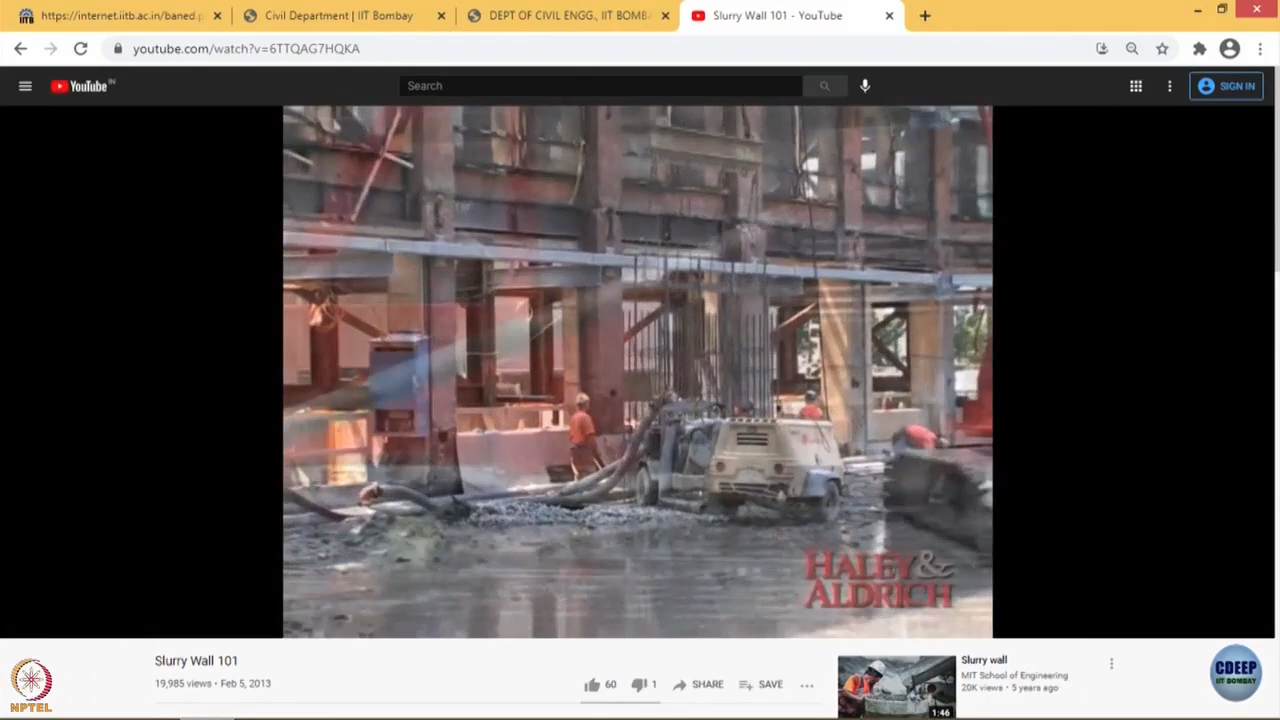 https://internet.iitb.ac.in/baned.p
Civil Department | IIT Bombay
DEPT OF CIVIL ENGG., IIT BOMBA
Slurry Wall 101 - YouTube
youtube.com/watch?v=6TTQAG7HQKA
YouTube IN
Search
SIGN IN
HALEY&
ALDRICH
Slurry Wall 101
19,985 views • Feb 5, 2013
60
1
SHARE
SAVE
Slurry wall
MIT School of Engineering
20K views • 5 years ago
1:46
NPTEL
CDEEP
IIT BOMBAY